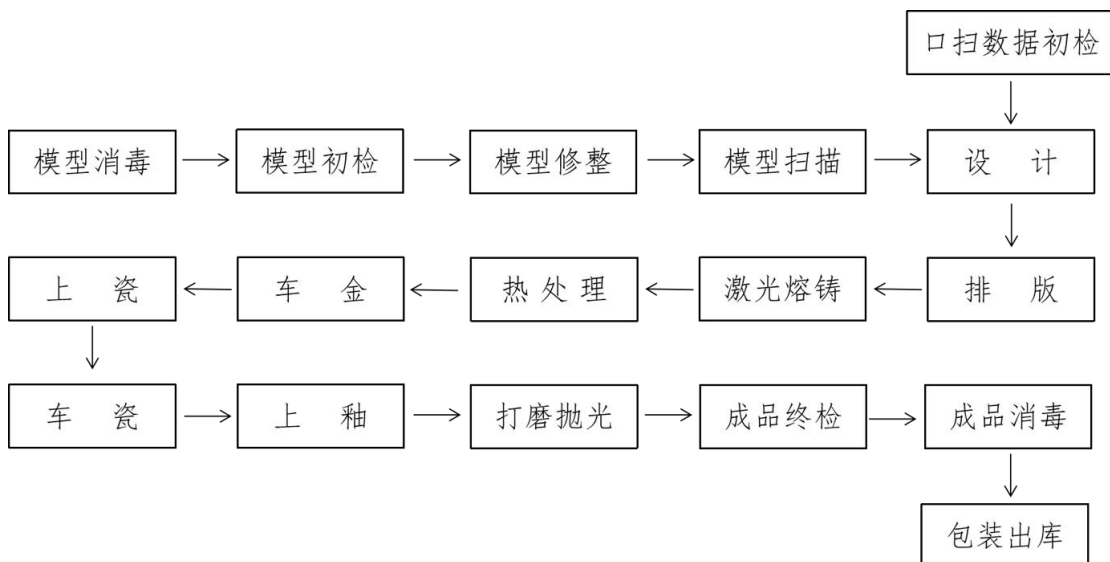 口扫数据初检
模型消毒 模型初检 模型修整 模型扫描 设 计
上 瓷 车 金 热 处 理 激光熔铸 排 版
车 瓷 上 釉 打磨抛光 成品终检 成品消毒
包装出库